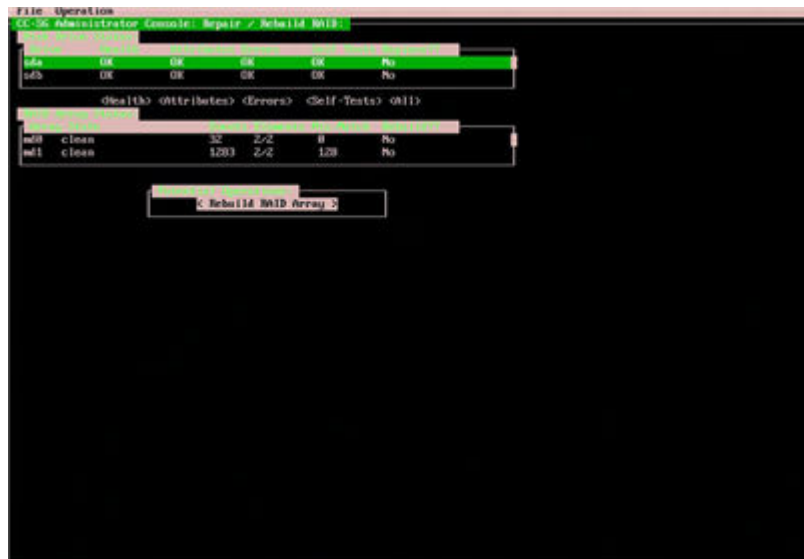 File Operation
CC-SG Administrator Console: Repair / Rebuild RAID:
sda OK OK OK OK No
sdb OK OK OK OK No
<Health> <Attributes> <Errors> <Self-Tests> <All>
md0 clean 32 2/2 0 No
md1 clean 1283 2/2 128 No
< Rebuild RAID Array >